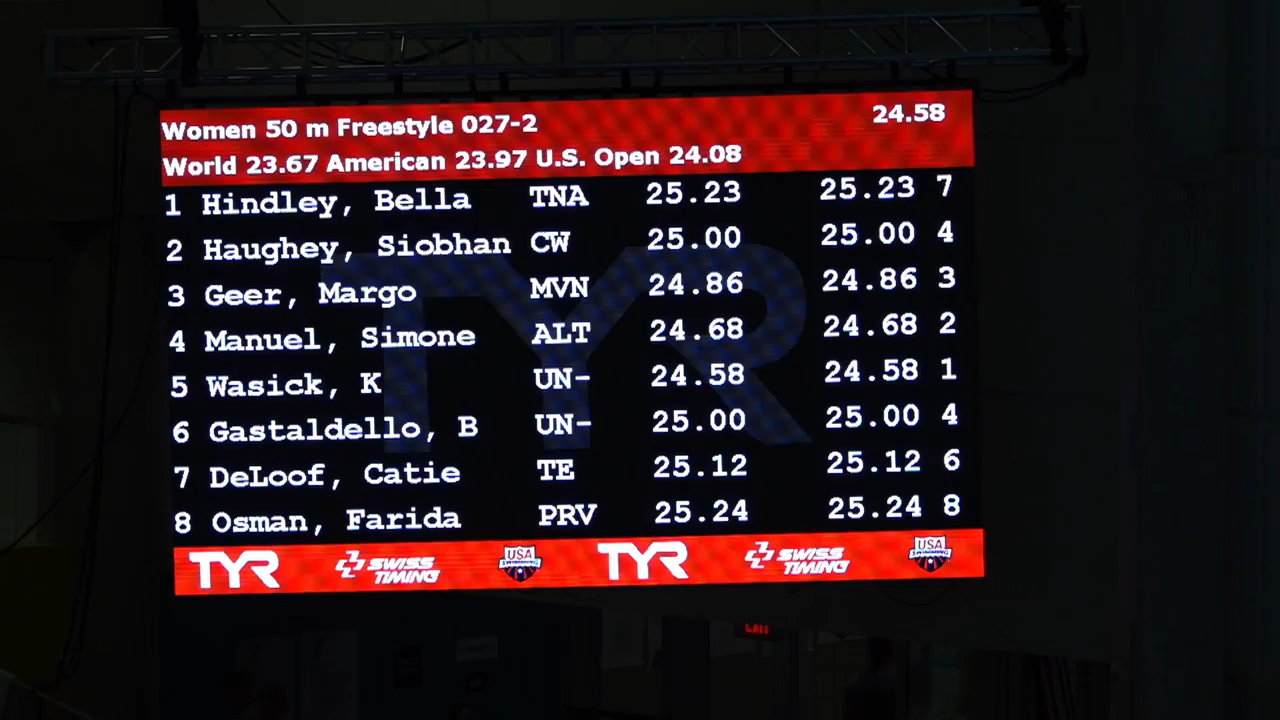 Women 50 m Freestyle 027-2 24.58
World 23.67 American 23.97 U.S. Open 24.08
1 Hindley, Bella TNA 25.23 25.23 7
2 Haughey, Siobhan CW 25.00 25.00 4
3 Geer, Margo MVN 24.86 24.86 3
4 Manuel, Simone ALT 24.68 24.68 2
5 Wasick, K UN- 24.58 24.58 1
6 Gastaldello, B UN- 25.00 25.00 4
7 DeLoof, Catie TE 25.12 25.12 6
8 Osman, Farida PRV 25.24 25.24 8
TYR
TYR SWISS TIMING USA SWIMMING TYR SWISS TIMING USA SWIMMING
EXIT